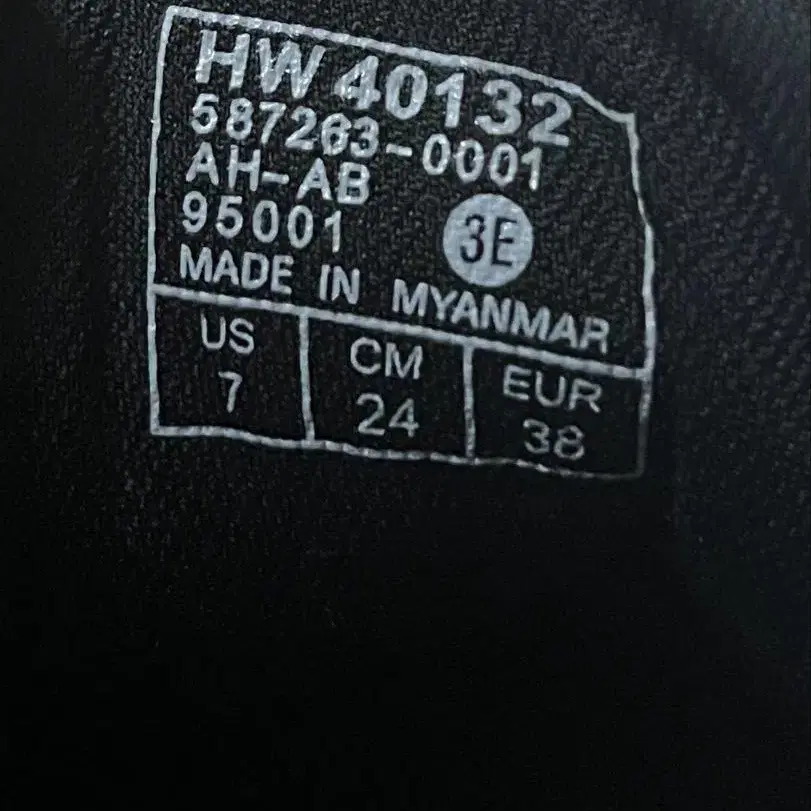 HW 40132
587263-0001
AH-AB
95001 3E
MADE IN MYANMAR
US CM EUR
7 24 38